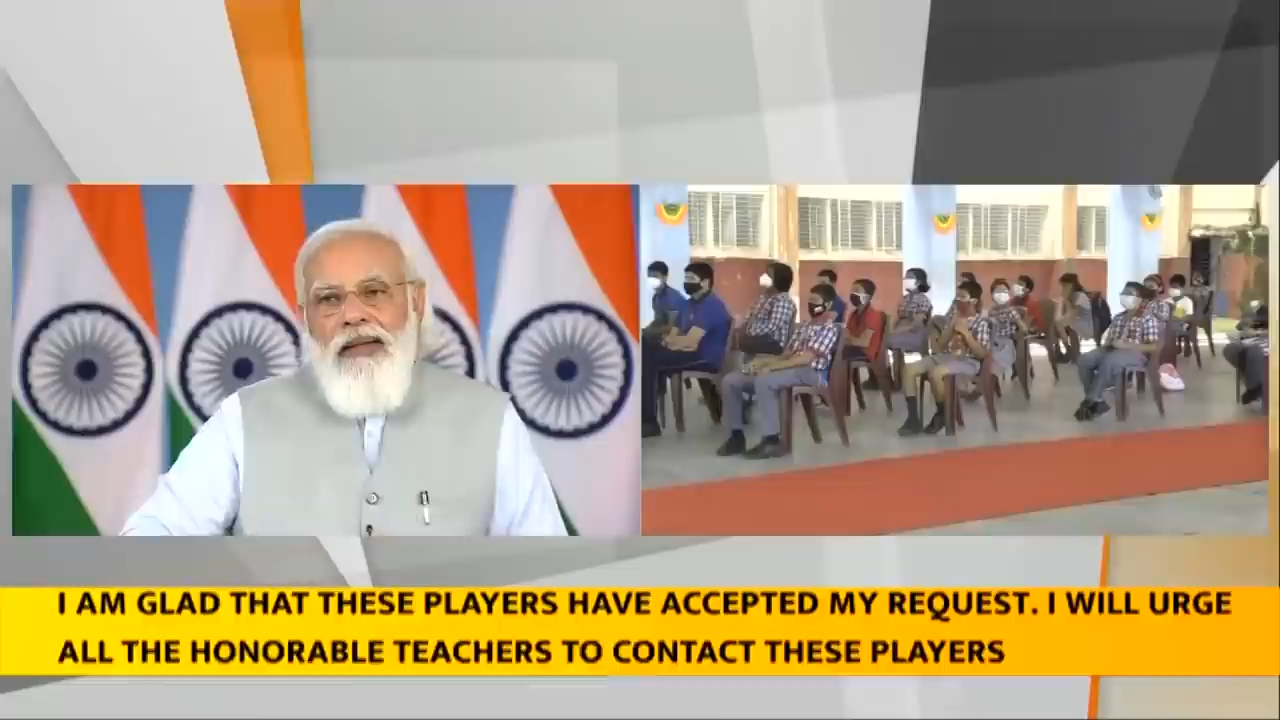 I AM GLAD THAT THESE PLAYERS HAVE ACCEPTED MY REQUEST. I WILL URGE
ALL THE HONORABLE TEACHERS TO CONTACT THESE PLAYERS